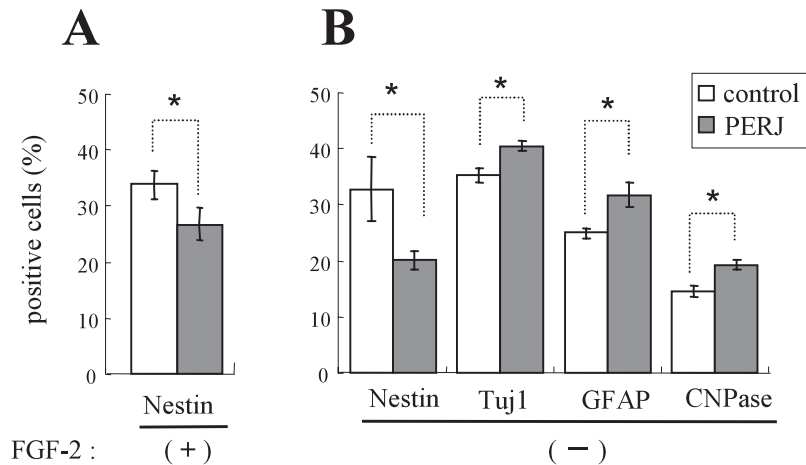 A
B
positive cells (%)
50
40
30
20
10
0
*
Nestin
50
40
30
20
10
0
*
*
*
*
Nestin Tuj1 GFAP CNPase
control
PERJ
FGF-2 : (+) (−)